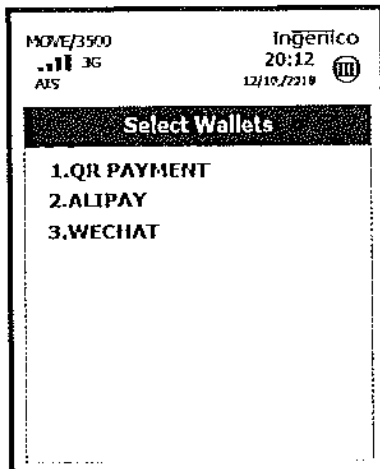 MOVE/3500 Ingenico
3G 20:12
AIS 12/10/2018
Select Wallets
1.QR PAYMENT
2.ALIPAY
3.WECHAT